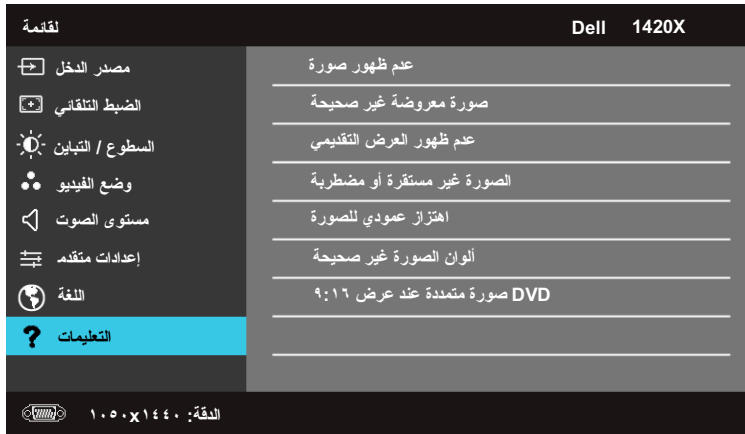 لقائمة
Dell 1420X
مصدر الدخل
الضبط التلقائي
السطوع / التباين
وضع الفيديو
مستوى الصوت
إعدادات متقدم
اللغة
التعليمات
عدم ظهور صورة
صورة معروضة غير صحيحة
عدم ظهور العرض التقديمي
الصورة غير مستقرة أو مضطربة
اهتزاز عمودي للصورة
ألوان الصورة غير صحيحة
صورة متمددة عند عرض DVD ٩:١٦
الدقة: ١٤٤٠x١٠٥٠